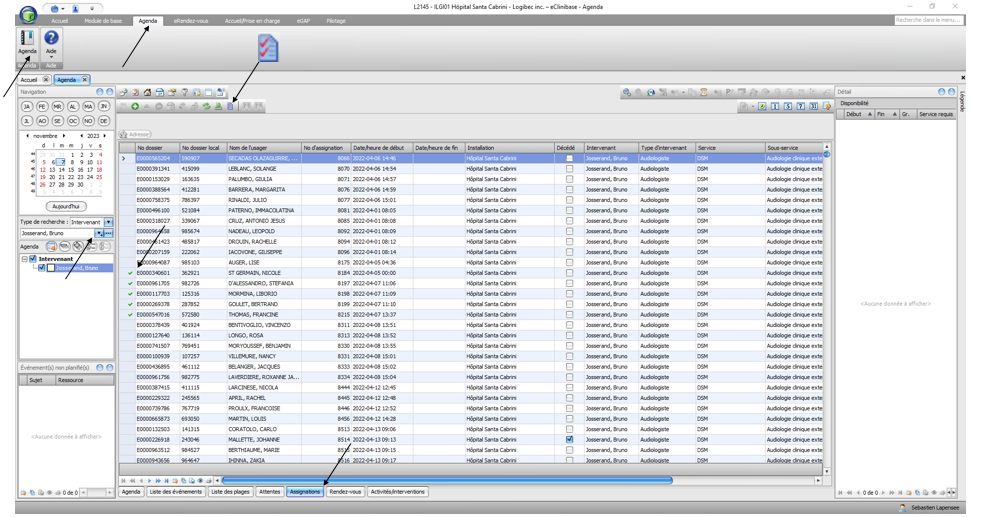 L2145 - ILGI01 Hôpital Santa Cabrini - Logibec inc. – eClinibase - Agenda
Accueil Module de base Agenda eRendez-vous Accueil/Prise en charge eGAP Pilotage
Recherche dans le menu...
Agenda Aide
Agenda Aide
Accueil Agenda
Navigation
JA FE MR AL MA JN
JL AO SE OC NO DE
novembre 2023
d l m m j v s
1 2 3 4
5 6 7 8 9 10 11
12 13 14 15 16 17 18
19 20 21 22 23 24 25
26 27 28 29 30
Aujourd'hui
Type de recherche : Intervenant
Josserand, Bruno
Agenda
Intervenant
Josserand, Bruno
Événement(s) non planifié(s)
Sujet Ressource
<Aucune donnée à afficher>
0 de 0
Adresse
No dossier No dossier local Nom de l'usager No d'assignation Date/heure de début Date/heure de fin Installation Décédé Intervenant Type d'intervenant Service Sous-service
E0000565204 590907 SECADAS OLAZAGUIRRE, ... 8066 2022-04-06 14:46 Hôpital Santa Cabrini Josserand, Bruno Audiologiste DSM Audiologie clinique exte
E0000391341 415099 LEBLANC, SOLANGE 8070 2022-04-06 14:54 Hôpital Santa Cabrini Josserand, Bruno Audiologiste DSM Audiologie clinique exte
E0000153029 163635 PALUMBO, GIULIA 8071 2022-04-06 14:57 Hôpital Santa Cabrini Josserand, Bruno Audiologiste DSM Audiologie clinique exte
E0000388564 412281 BARRERA, MARGARITA 8076 2022-04-06 14:59 Hôpital Santa Cabrini Josserand, Bruno Audiologiste DSM Audiologie clinique exte
E0000758375 786397 RINALDI, JULIO 8077 2022-04-06 15:01 Hôpital Santa Cabrini Josserand, Bruno Audiologiste DSM Audiologie clinique exte
E0000496100 521084 PATERNO, IMMACOLATINA 8081 2022-04-01 08:05 Hôpital Santa Cabrini Josserand, Bruno Audiologiste DSM Audiologie clinique exte
E0000318027 339067 CRUZ, ANTONIO JESUS 8085 2022-04-01 08:08 Hôpital Santa Cabrini Josserand, Bruno Audiologiste DSM Audiologie clinique exte
985674 NADEAU, LEOPOLD 8092 2022-04-01 08:09 Hôpital Santa Cabrini Josserand, Bruno Audiologiste DSM Audiologie clinique exte
485817 DROUIN, RACHELLE 8094 2022-04-01 08:12 Hôpital Santa Cabrini Josserand, Bruno Audiologiste DSM Audiologie clinique exte
222062 IACOVONE, GIUSEPPE 8096 2022-04-01 08:14 Hôpital Santa Cabrini Josserand, Bruno Audiologiste DSM Audiologie clinique exte
E0000964087 985103 AUGER, LISE 8175 2022-04-05 04:36 Hôpital Santa Cabrini Josserand, Bruno Audiologiste DSM Audiologie clinique exte
E0000340601 362921 ST GERMAIN, NICOLE 8184 2022-04-05 00:00 Hôpital Santa Cabrini Josserand, Bruno Audiologiste DSM Audiologie clinique exte
E0000961705 982726 D'ALESSANDRO, STEFANIA 8197 2022-04-07 11:06 Hôpital Santa Cabrini Josserand, Bruno Audiologiste DSM Audiologie clinique exte
E0000117703 125316 MORMINA, LIBORIO 8198 2022-04-07 11:09 Hôpital Santa Cabrini Josserand, Bruno Audiologiste DSM Audiologie clinique exte
E0000269378 287852 GOULET, BERTRAND 8199 2022-04-07 11:10 Hôpital Santa Cabrini Josserand, Bruno Audiologiste DSM Audiologie clinique exte
E0000547016 572580 THOMAS, FRANCINE 8215 2022-04-07 13:37 Hôpital Santa Cabrini Josserand, Bruno Audiologiste DSM Audiologie clinique exte
E0000378439 401924 BENTIVOGLIO, VINCENZO 8311 2022-04-08 13:51 Hôpital Santa Cabrini Josserand, Bruno Audiologiste DSM Audiologie clinique exte
E0000127640 136114 LONGO, ROSA 8313 2022-04-08 13:52 Hôpital Santa Cabrini Josserand, Bruno Audiologiste DSM Audiologie clinique exte
E0000741507 769451 MORYOUSSEF, BENJAMIN 8330 2022-04-08 13:55 Hôpital Santa Cabrini Josserand, Bruno Audiologiste DSM Audiologie clinique exte
E0000100939 107257 VILLEMURE, NANCY 8331 2022-04-08 15:01 Hôpital Santa Cabrini Josserand, Bruno Audiologiste DSM Audiologie clinique exte
E0000436895 461112 BELANGER, JACQUES 8333 2022-04-08 15:02 Hôpital Santa Cabrini Josserand, Bruno Audiologiste DSM Audiologie clinique exte
E0000961756 982775 LAVERDIERE, ROXANNE JA... 8334 2022-04-08 15:04 Hôpital Santa Cabrini Josserand, Bruno Audiologiste DSM Audiologie clinique exte
E0000387415 411115 LARCINESE, NICOLA 8444 2022-04-12 12:45 Hôpital Santa Cabrini Josserand, Bruno Audiologiste DSM Audiologie clinique exte
E0000229322 245565 APRIL, RACHEL 8445 2022-04-12 12:48 Hôpital Santa Cabrini Josserand, Bruno Audiologiste DSM Audiologie clinique exte
E0000739786 767719 PROULX, FRANCOISE 8446 2022-04-12 12:52 Hôpital Santa Cabrini Josserand, Bruno Audiologiste DSM Audiologie clinique exte
E0000665873 693050 MARTIN, LOUIS 8456 2022-04-12 14:28 Hôpital Santa Cabrini Josserand, Bruno Audiologiste DSM Audiologie clinique exte
E0000132503 141315 CORATOLO, CARLO 8513 2022-04-13 09:06 Hôpital Santa Cabrini Josserand, Bruno Audiologiste DSM Audiologie clinique exte
E0000226918 243046 MALLETTE, JOHANNE 8514 2022-04-13 09:13 Hôpital Santa Cabrini Josserand, Bruno Audiologiste DSM Audiologie clinique exte
E0000963512 984527 BERTHIAUME, MARIE 8515 2022-04-13 09:15 Hôpital Santa Cabrini Josserand, Bruno Audiologiste DSM Audiologie clinique exte
E0000943656 964647 IHINNA, ZAKIA 8516 2022-04-13 09:17 Hôpital Santa Cabrini Josserand, Bruno Audiologiste DSM Audiologie clinique exte
Agenda Liste des événements Liste des plages Attentes Assignations Rendez-vous Activités/interventions
Détail
Disponibilité
Début Fin Gr. Service requis
<Aucune donnée à afficher>
0 de 0
Légende
Sebastien Lapensee